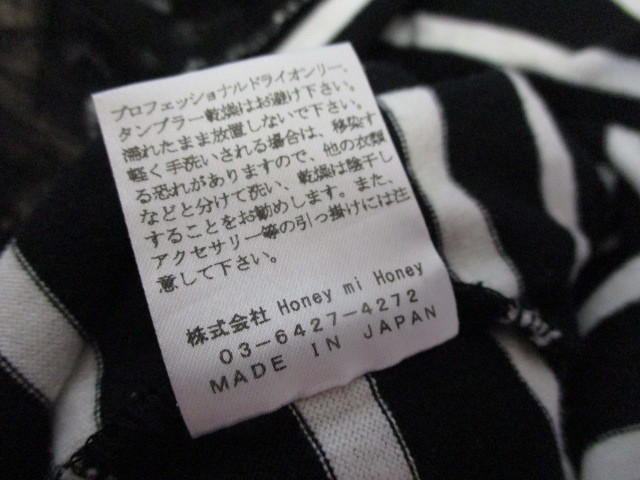 プロフェッショナルドライオンリー。
タンブラー乾燥はお避け下さい。
濡れたまま放置しないで下さい。
軽く手洗いされる場合は、移染す
る恐れがありますので、他の衣類
などと分けて洗い、乾燥は陰干し
することをお勧めします。また、
アクセサリー等の引っ掛けには注
意して下さい。
株式会社 Honey mi Honey
03-6427-4272
MADE IN JAPAN